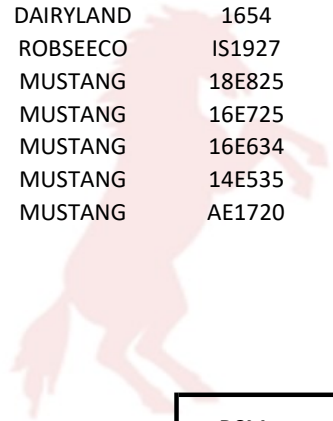 DAIRYLAND 1654
ROBSEECO IS1927
MUSTANG 18E825
MUSTANG 16E725
MUSTANG 16E634
MUSTANG 14E535
MUSTANG AE1720